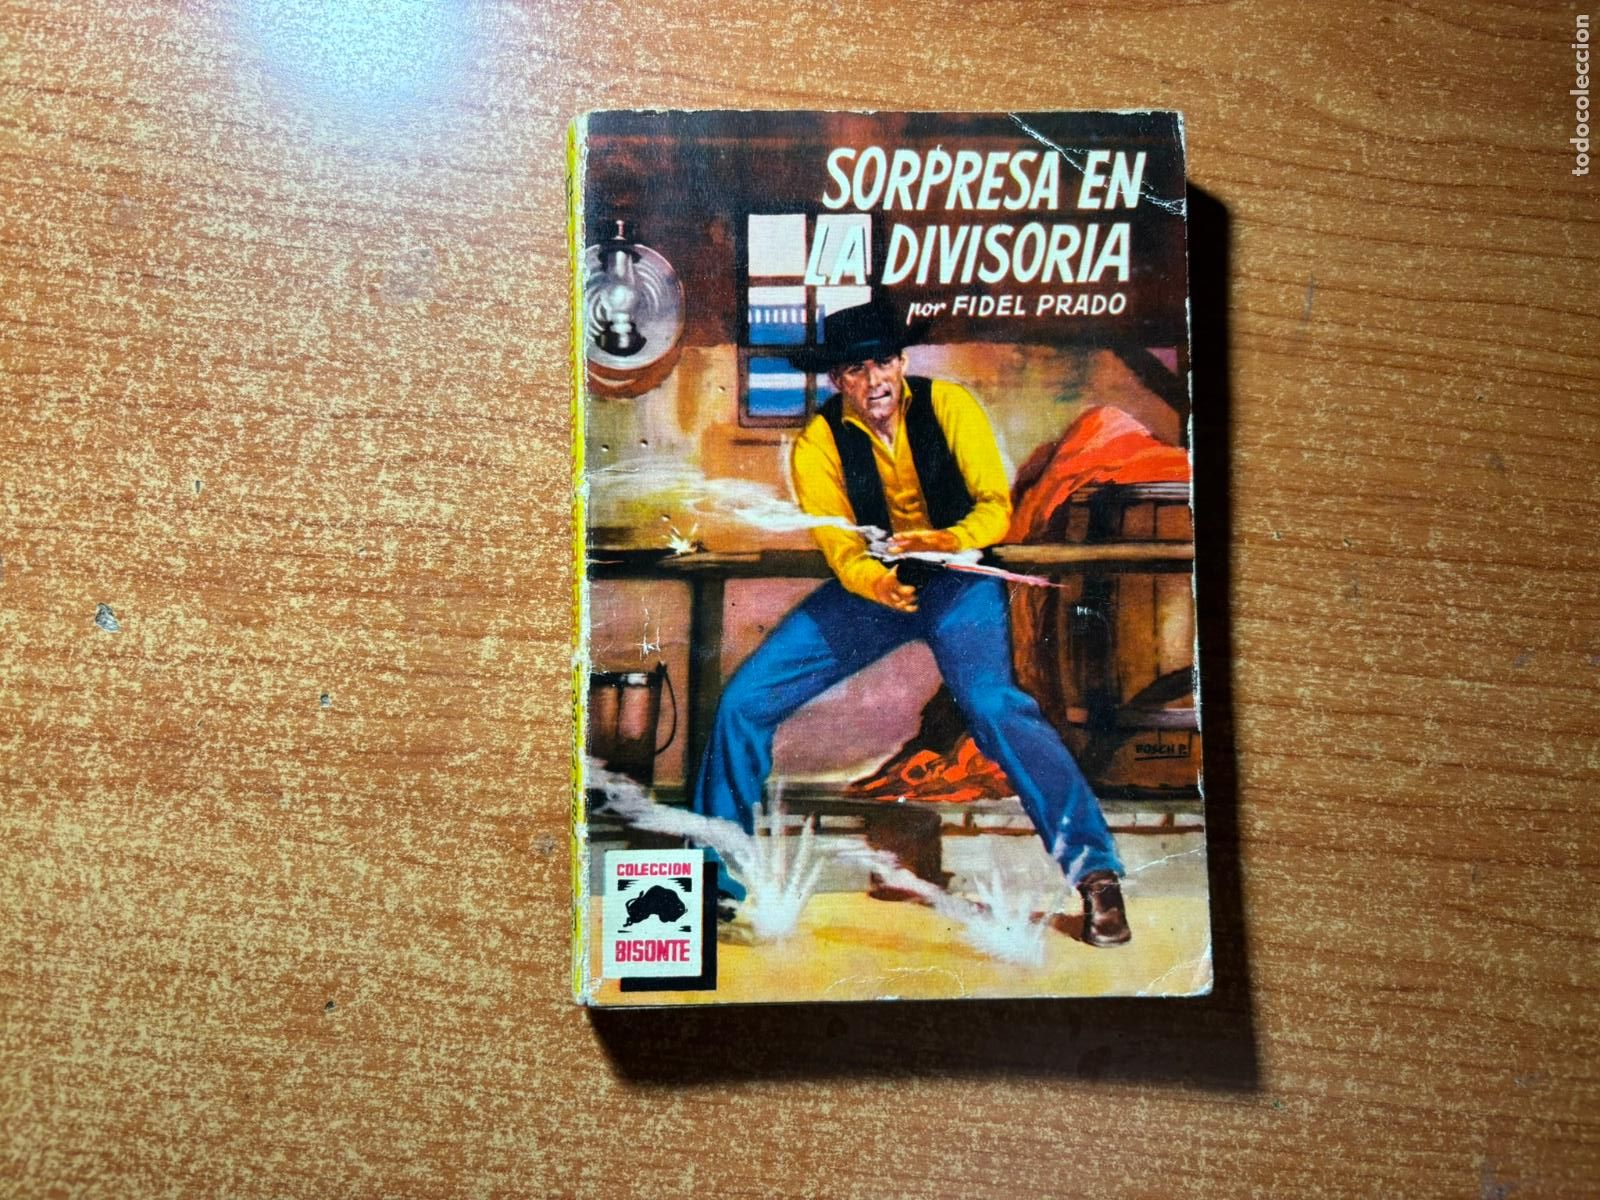 SORPRESA EN
LA DIVISORIA
por FIDEL PRADO
BOSCH P.
COLECCION
BISONTE
todocoleccion